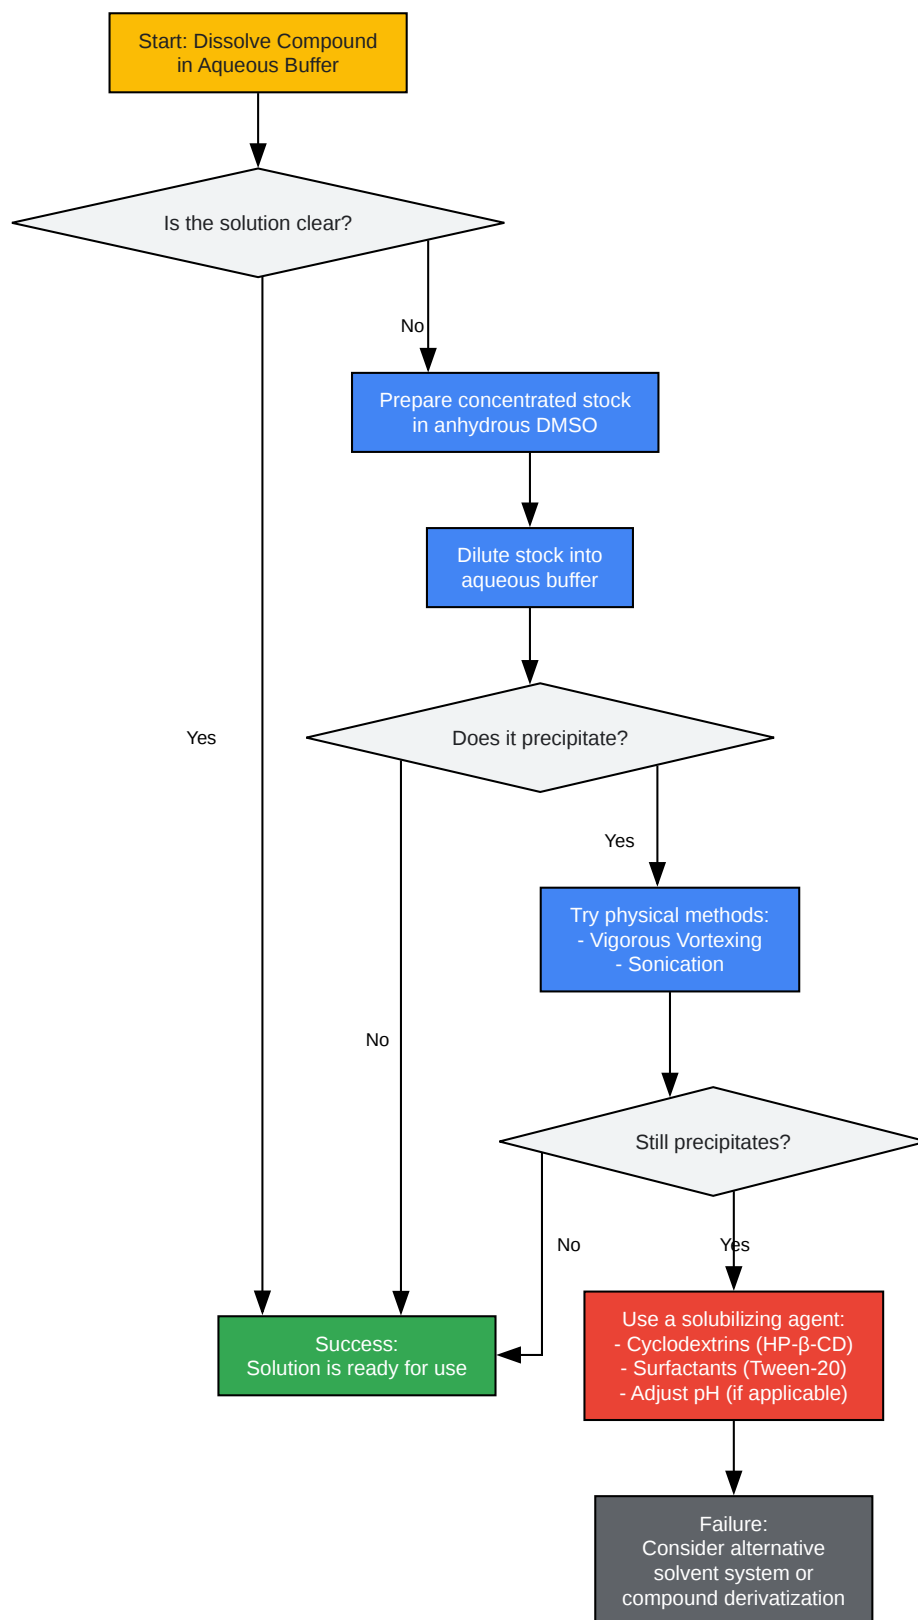 Start: Dissolve Compound
in Aqueous Buffer
Is the solution clear?
No
Prepare concentrated stock
in anhydrous DMSO
Dilute stock into
aqueous buffer
Yes
Does it precipitate?
Yes
Try physical methods:
- Vigorous Vortexing
- Sonication
No
Still precipitates?
No
Yes
Success:
Solution is ready for use
Use a solubilizing agent:
- Cyclodextrins (HP-β-CD)
- Surfactants (Tween-20)
- Adjust pH (if applicable)
Failure:
Consider alternative
solvent system or
compound derivatization